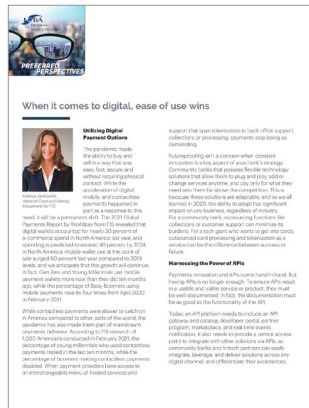 ICBA
PREFERRED
PERSPECTIVES
When it comes to digital, ease of use wins
Utilizing Digital
Payment Options
The pandemic made
the ability to buy and
sell in a way that was
easy, fast, secure and
without requiring physical
contact. While the
acceleration of digital,
mobile, and contactless
payments happened in
part as a response to this
Head of Card and Money
Movement for FIS
need, it will be a permanent shift. The 2021 Global
Payments Report by Worldpay from FIS revealed that
digital wallets accounted for nearly 30 percent of
e-commerce spend in North America last year, and
spending is predicted to exceed 40 percent by 2024.
In North America, mobile wallet use at the point of
sale surged 60 percent last year compared to 2019
levels, and we anticipate that this growth will continue.
In fact, Gen Zers and Young Millennials use mobile
payment wallets more now than they did ten months
ago, while the percentage of Baby Boomers using
mobile payments rose four times from April 2020
to February 2021.
While contactless payments were slower to catch on
in America compared to other parts of the world, the
pandemic has also made them part of mainstream
payments behavior. According to FIS research of
1,000 Americans conducted in February 2021, the
percentage of young millennials who used contactless
payments tripled in the last ten months, while the
percentage of boomers making contactless payments
doubled. When payment providers have access to
an interchangeable menu of hosted services and
support that span tokenization to back office support,
collections or processing, payments stop being so
demanding.
Futureproofing isn't a concern when constant
innovation is a key aspect of your bank's strategy.
Community banks that possess flexible technology
solutions that allow them to plug and play, add or
change services anytime, and pay only for what they
need sets them far above the competition. This is
because these solutions are adaptable, and as we all
learned in 2020, the ability to adapt has significant
impact on any business, regardless of industry.
For a community bank, outsourcing functions like
collections or customer support can minimize its
burdens. For a tech giant who wants to get into cards,
outsourced card processing and tokenization as a
service can be the difference between success or
failure.
Harnessing the Power of APIs
Payments innovation and APIs come hand in hand. But
having APIs is no longer enough. To ensure APIs result
in a usable and viable service or product, they must
be well documented. In fact, the documentation must
be as good as the functionality of the API.
Today, an API platform needs to include an API
gateway and catalog, developer portal, partner
program, marketplace, and real time events
notification. It also needs to provide a central access
point to integrate with other solutions via APIs, so
community banks and fintech partners can easily
integrate, leverage, and deliver solutions across any
digital channel, and differentiate their experiences.